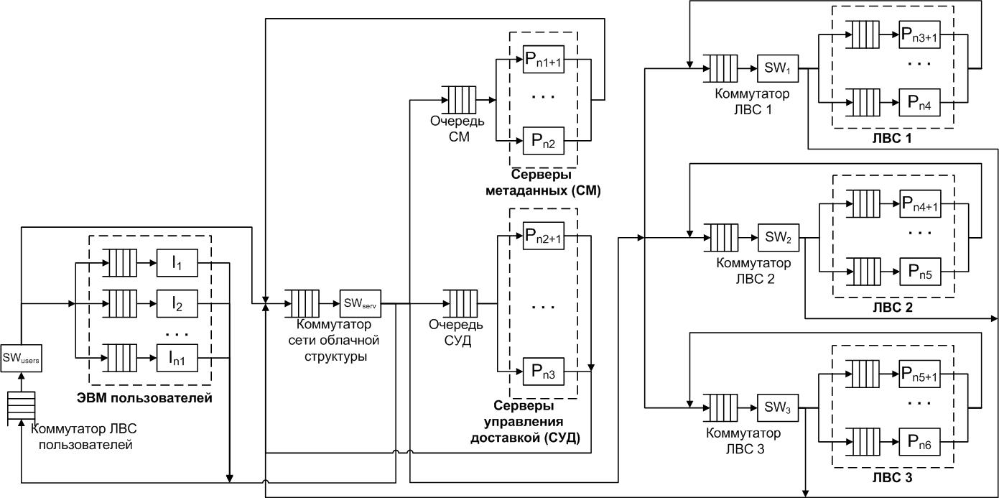 P n3+1
. . .
P n4
SW1
Коммутатор
ЛВС 1
ЛВС 1
P n1+1
. . .
P n2
Очередь
СМ
Серверы
метаданных (СМ)
P n4+1
. . .
P n5
SW2
Коммутатор
ЛВС 2
ЛВС 2
P n2+1
. . .
P n3
Очередь
СУД
Серверы
управления
доставкой (СУД)
I1
I2
. . .
In1
ЭВМ пользователей
SWusers
Коммутатор ЛВС
пользователей
SWserv
Коммутатор
сети облачной
структуры
P n5+1
. . .
P n6
SW3
Коммутатор
ЛВС 3
ЛВС 3